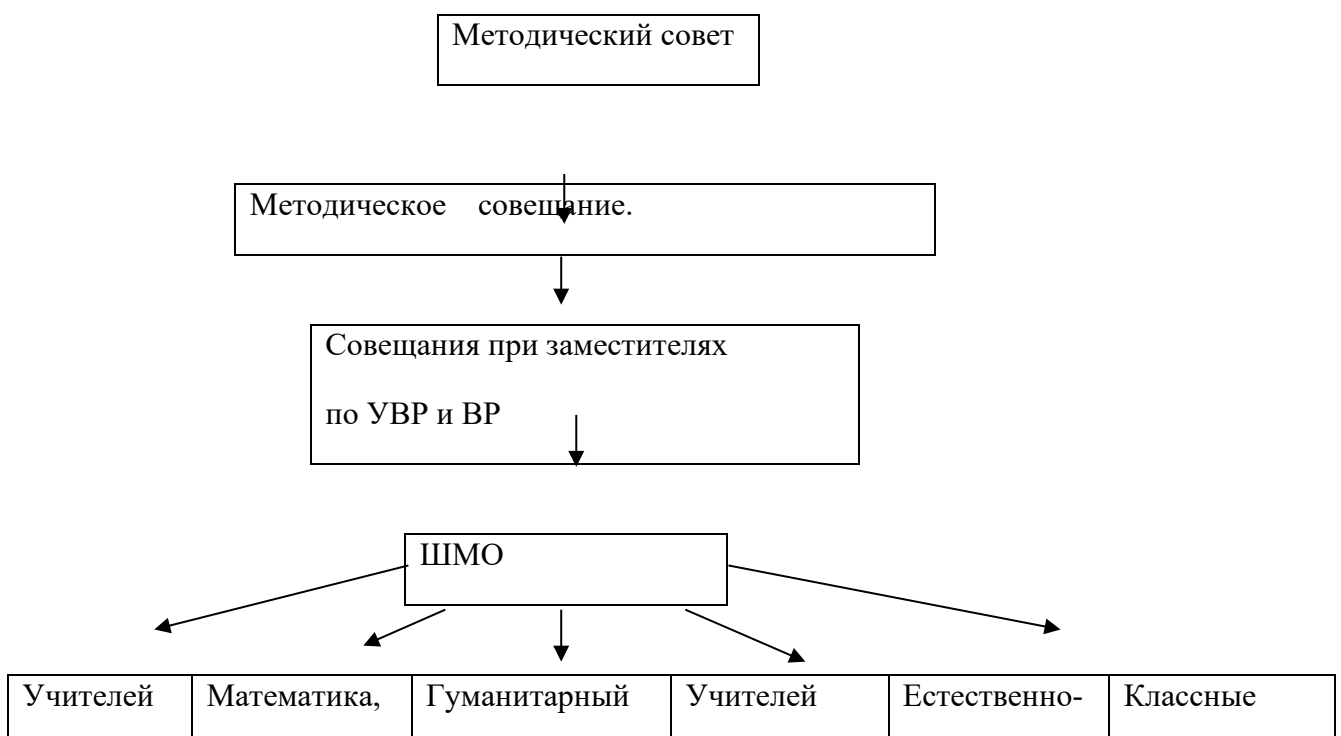 Методический совет
Методическое совещание.
Совещания при заместителях
по УВР и ВР
ШМО
Учителей Математика, Гуманитарный Учителей Естественно- Классные